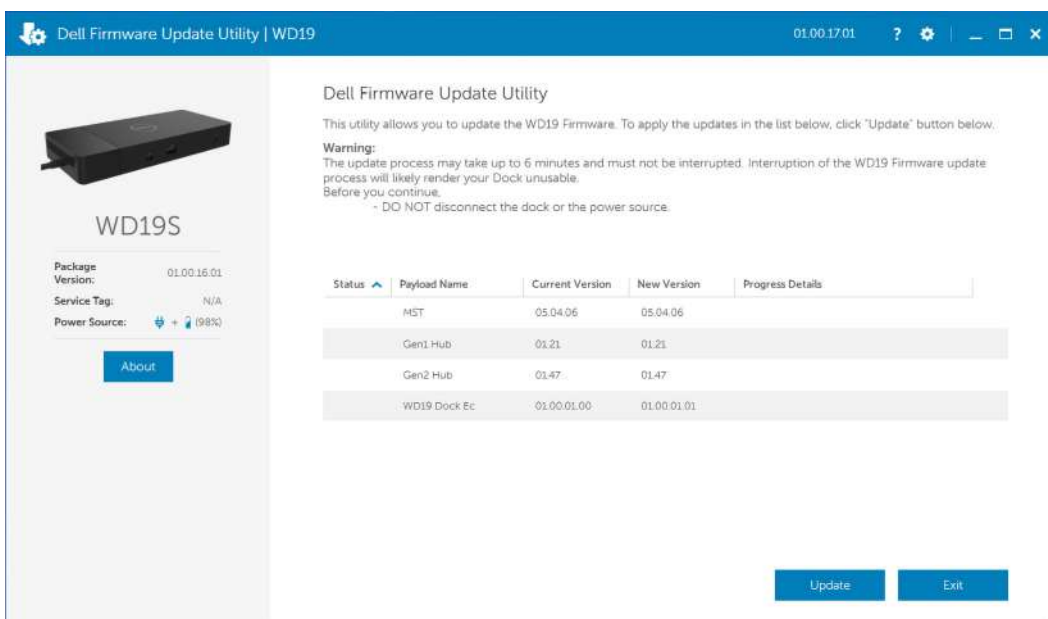 Dell Firmware Update Utility | WD19
01.00.17.01
?
WD19S
Package Version: 01.00.16.01
Service Tag: N/A
Power Source: + (98%)
About
Dell Firmware Update Utility
This utility allows you to update the WD19 Firmware. To apply the updates in the list below, click "Update" button below.
Warning:
The update process may take up to 6 minutes and must not be interrupted. Interruption of the WD19 Firmware update
process will likely render your Dock unusable.
Before you continue,
- DO NOT disconnect the dock or the power source.
Status Payload Name Current Version New Version Progress Details
MST 05.04.06 05.04.06
Gen1 Hub 01.21 01.21
Gen2 Hub 01.47 01.47
WD19 Dock Ec 01.00.01.00 01.00.01.01
Update Exit